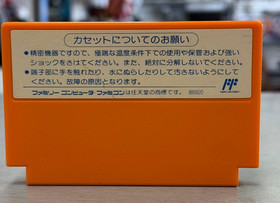 カセットについてのお願い
●精密機器ですので、極端な温度条件下での使用や保管および強い
ショックをさけてください。また、絶対に分解しないでください。
●端子部に手を触れたり、水にぬらしたりして汚さないようにして
ください。故障の原因となります。
ファミリーコンピュータ・ファミコンは任天堂の商標です。